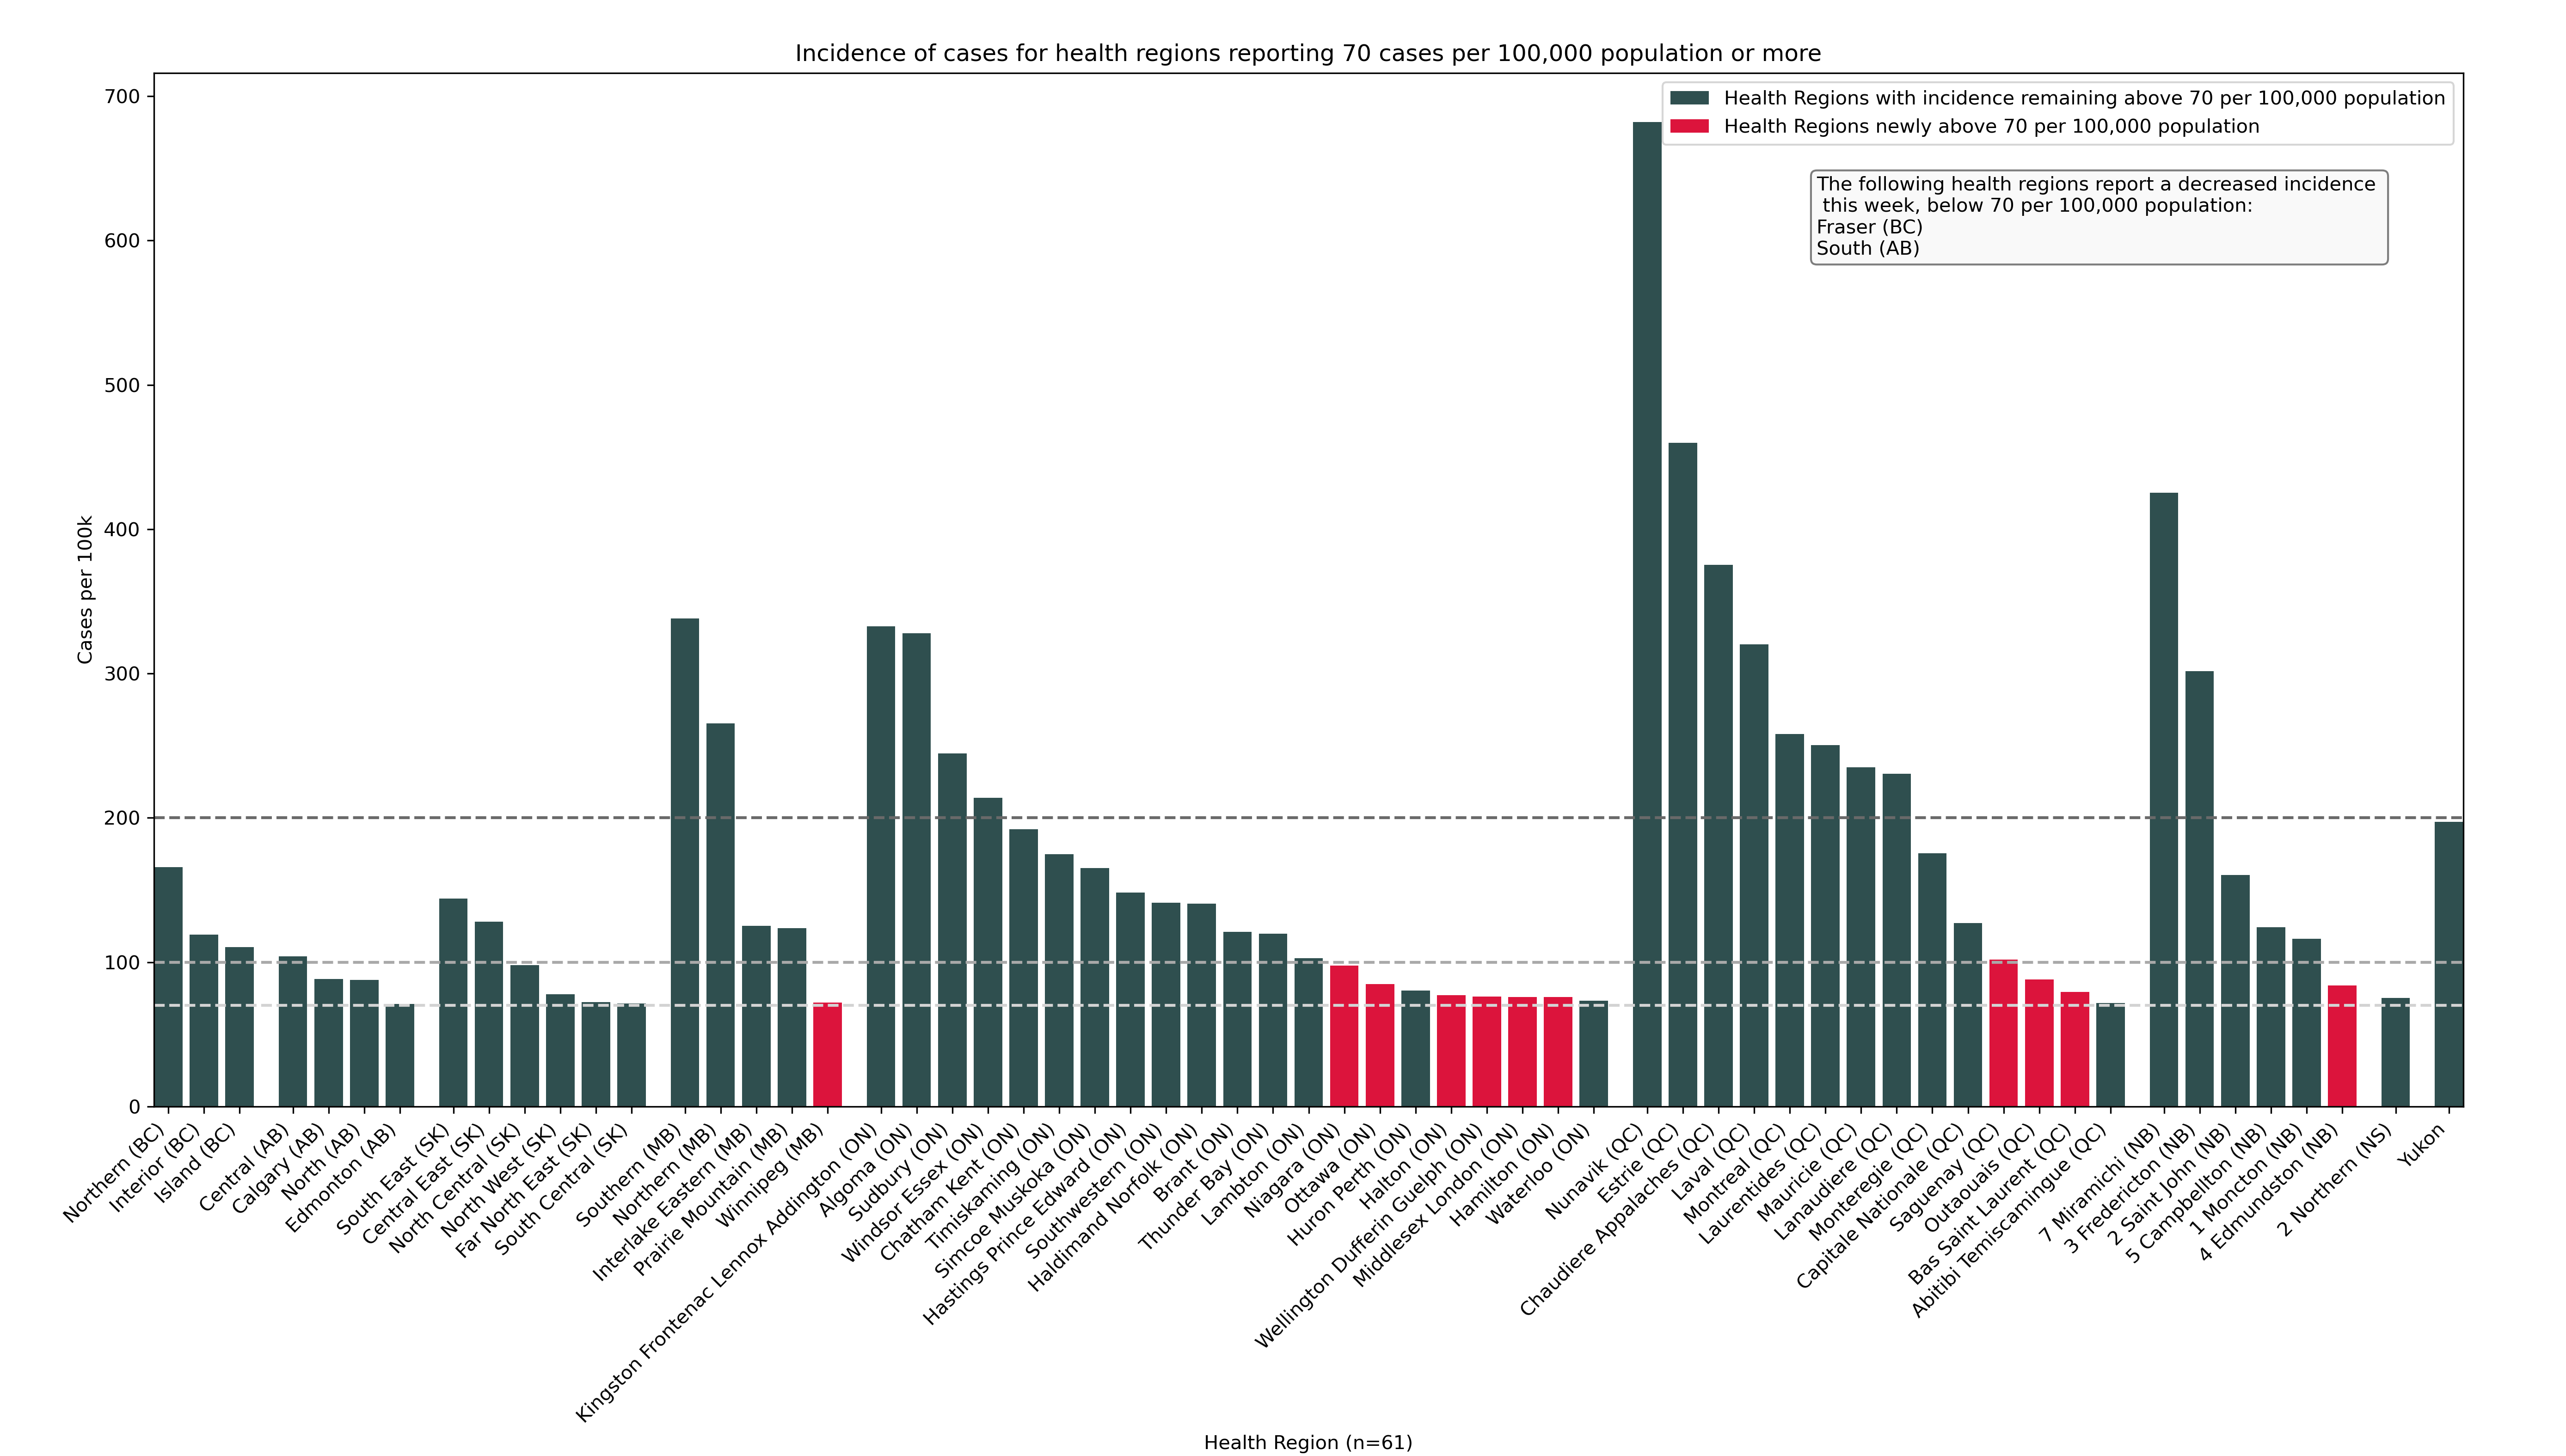 Incidence of cases for health regions reporting 70 cases per 100,000 population or more
Health Regions with incidence remaining above 70 per 100,000 population
Health Regions newly above 70 per 100,000 population
The following health regions report a decreased incidence
this week, below 70 per 100,000 population:
Fraser (BC)
South (AB)
Cases per 100k
700
600
500
400
300
200
100
0
Northern (BC)
Interior (BC)
Island (BC)
Central (AB)
Calgary (AB)
North (AB)
Edmonton (AB)
South East (SK)
Central East (SK)
North Central (SK)
North West (SK)
Far North East (SK)
South Central (SK)
Southern (MB)
Northern (MB)
Interlake Eastern (MB)
Prairie Mountain (MB)
Winnipeg (MB)
Kingston Frontenac Lennox Addington (ON)
Algoma (ON)
Sudbury (ON)
Windsor Essex (ON)
Chatham Kent (ON)
Timiskaming (ON)
Simcoe Muskoka (ON)
Hastings Prince Edward (ON)
Southwestern (ON)
Haldimand Norfolk (ON)
Brant (ON)
Thunder Bay (ON)
Lambton (ON)
Niagara (ON)
Ottawa (ON)
Huron Perth (ON)
Halton (ON)
Wellington Dufferin Guelph (ON)
Middlesex London (ON)
Hamilton (ON)
Waterloo (ON)
Nunavik (QC)
Estrie (QC)
Chaudiere Appalaches (QC)
Laval (QC)
Montreal (QC)
Laurentides (QC)
Mauricie (QC)
Lanaudiere (QC)
Monteregie (QC)
Capitale Nationale (QC)
Saguenay (QC)
Outaouais (QC)
Bas Saint Laurent (QC)
Abitibi Temiscamingue (QC)
7 Miramichi (NB)
3 Fredericton (NB)
2 Saint John (NB)
5 Campbellton (NB)
1 Moncton (NB)
4 Edmundston (NB)
2 Northern (NS)
Yukon
Health Region (n=61)